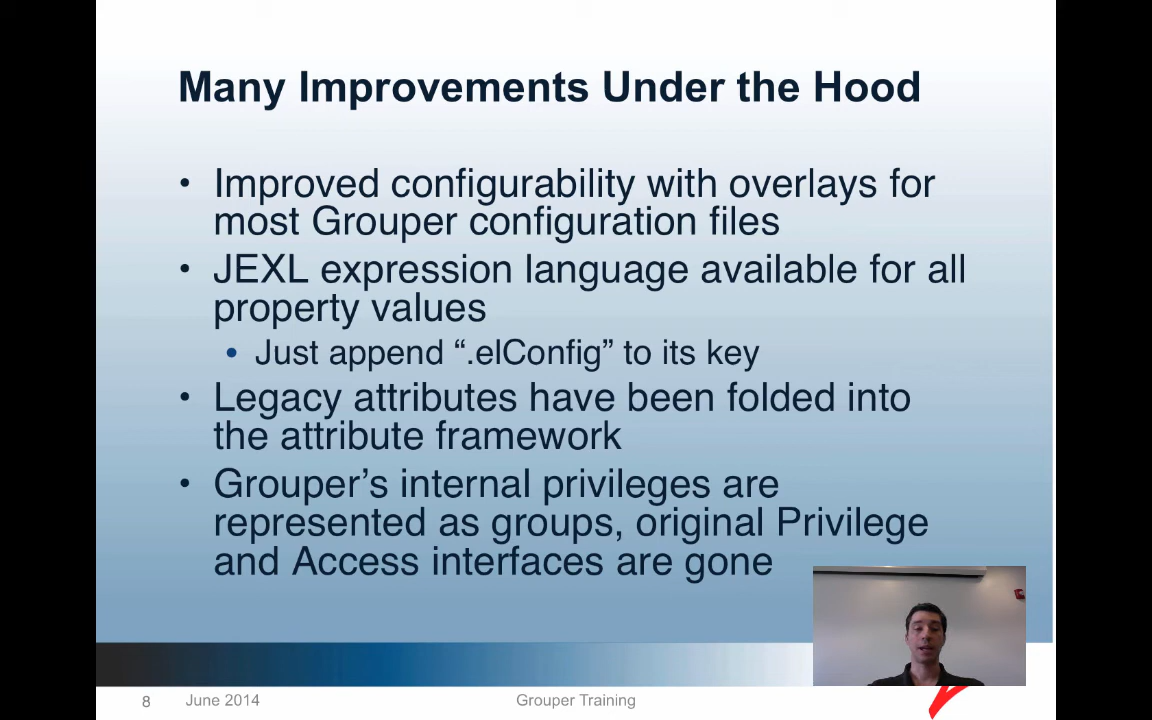 Many Improvements Under the Hood
• Improved configurability with overlays for
most Grouper configuration files
• JEXL expression language available for all
property values
• Just append “.elConfig” to its key
• Legacy attributes have been folded into
the attribute framework
• Grouper’s internal privileges are
represented as groups, original Privilege
and Access interfaces are gone
8 June 2014 Grouper Training